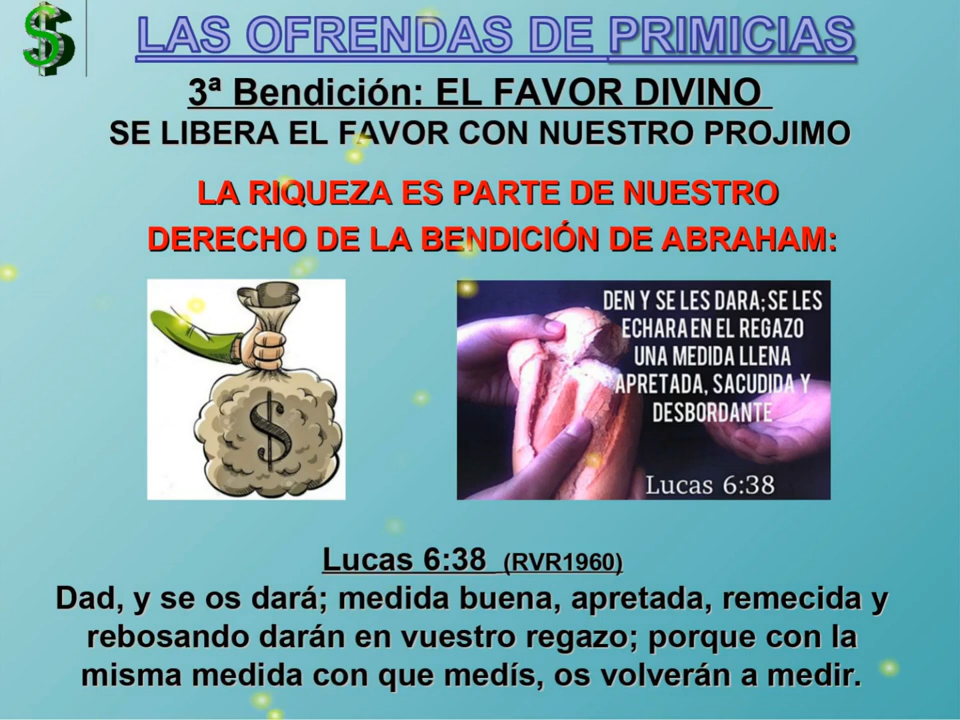 $
LAS OFRENDAS DE PRIMICIAS
3ª Bendición: EL FAVOR DIVINO
SE LIBERA EL FAVOR CON NUESTRO PROJIMO
LA RIQUEZA ES PARTE DE NUESTRO
DERECHO DE LA BENDICIÓN DE ABRAHAM:
$
DEN Y SE LES DARA; SE LES
ECHARA EN EL REGAZO
UNA MEDIDA LLENA
APRETADA, SACUDIDA Y
DESBORDANTE
Lucas 6:38
Lucas 6:38 (RVR1960)
Dad, y se os dará; medida buena, apretada, remecida y
rebosando darán en vuestro regazo; porque con la
misma medida con que medís, os volverán a medir.